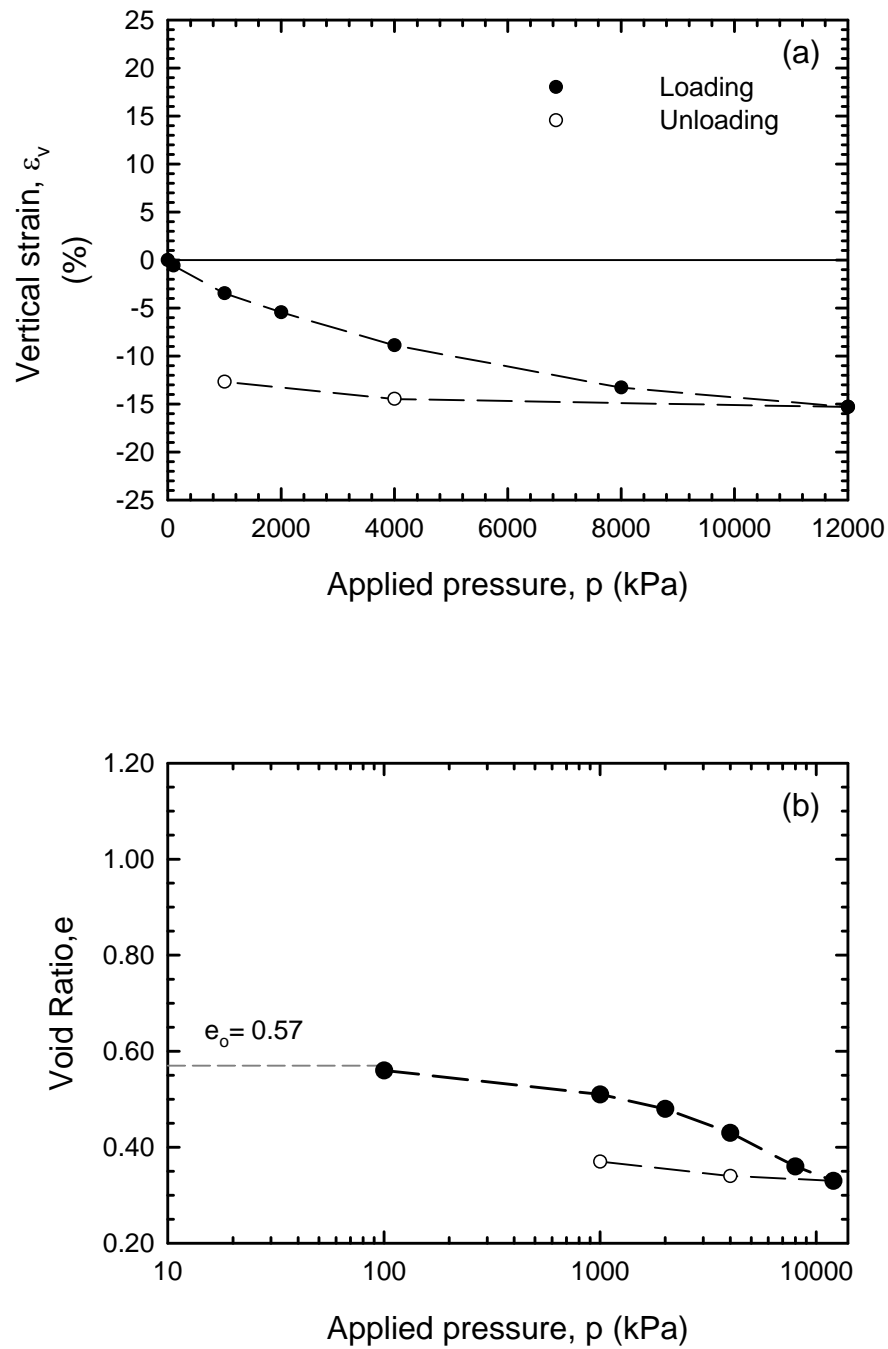 (a)
Loading
Unloading
25
20
15
10
5
0
-5
-10
-15
-20
-25
Vertical strain, εv
(%)
0 2000 4000 6000 8000 10000 12000
Applied pressure, p (kPa)
(b)
1.20
1.00
0.80
0.60
0.40
0.20
Void Ratio,e
eo= 0.57
10 100 1000 10000
Applied pressure, p (kPa)